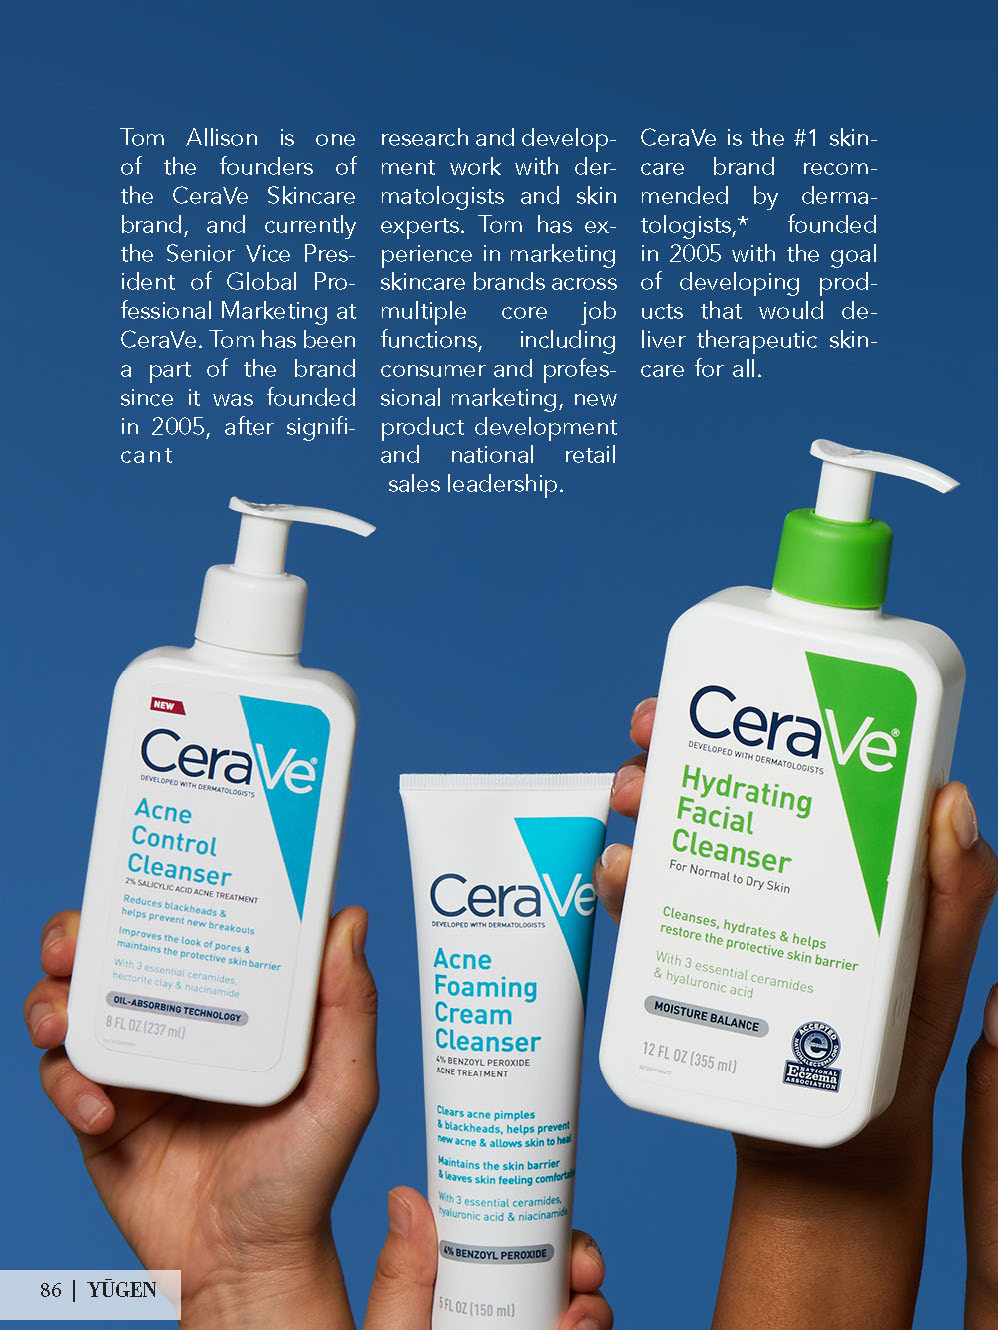 Tom Allison is one
of the founders of
the CeraVe Skincare
brand, and currently
the Senior Vice Pres-
ident of Global Pro-
fessional Marketing at
CeraVe. Tom has been
a part of the brand
since it was founded
in 2005, after signifi-
cant
research and develop-
ment work with der-
matologists and skin
experts. Tom has ex-
perience in marketing
skincare brands across
multiple core job
functions, including
consumer and profes-
sional marketing, new
product development
and national retail
sales leadership.
CeraVe is the #1 skin-
care brand recom-
mended by derma-
tologists,* founded
in 2005 with the goal
of developing prod-
ucts that would de-
liver therapeutic skin-
care for all.
NEW
CeraVe®
DEVELOPED WITH DERMATOLOGISTS
Acne
Control
Cleanser
2% SALICYLIC ACID ACNE TREATMENT
Reduces blackheads &
helps prevent new breakouts
Improves the look of pores &
maintains the protective skin barrier
With 3 essential ceramides,
hectorite clay & niacinamide
OIL-ABSORBING TECHNOLOGY
8 FL OZ (237 ml)
CeraVe
DEVELOPED WITH DERMATOLOGISTS
Acne
Foaming
Cream
Cleanser
4% BENZOYL PEROXIDE
ACNE TREATMENT
Clears acne pimples
& blackheads, helps prevent
new acne & allows skin to heal
Maintains the skin barrier
& leaves skin feeling comfortable
With 3 essential ceramides,
hyaluronic acid & niacinamide
4% BENZOYL PEROXIDE
5 FL OZ (150 ml)
CeraVe®
DEVELOPED WITH DERMATOLOGISTS
Hydrating
Facial
Cleanser
For Normal to Dry Skin
Cleanses, hydrates & helps
restore the protective skin barrier
With 3 essential ceramides
& hyaluronic acid
MOISTURE BALANCE
12 FL OZ (355 ml)
ACCEPTED
NATIONALECZEMA.ORG
NATIONAL
Eczema
ASSOCIATION
86 | YŪGEN